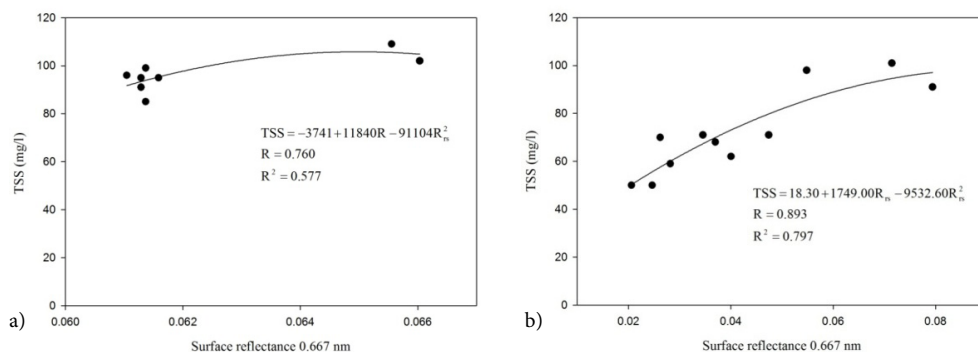 120
100
80
60
40
20
0
TSS (mg/l)
TSS = −3741+11840R −91104R²rs
R = 0.760
R² = 0.577
0.060
0.062
0.064
0.066
Surface reflectance 0.667 nm
a)
120
100
80
60
40
20
0
TSS (mg/l)
TSS = 18.30+1749.00Rrs −9532.60R²rs
R = 0.893
R² = 0.797
0.02
0.04
0.06
0.08
Surface reflectance 0.667 nm
b)